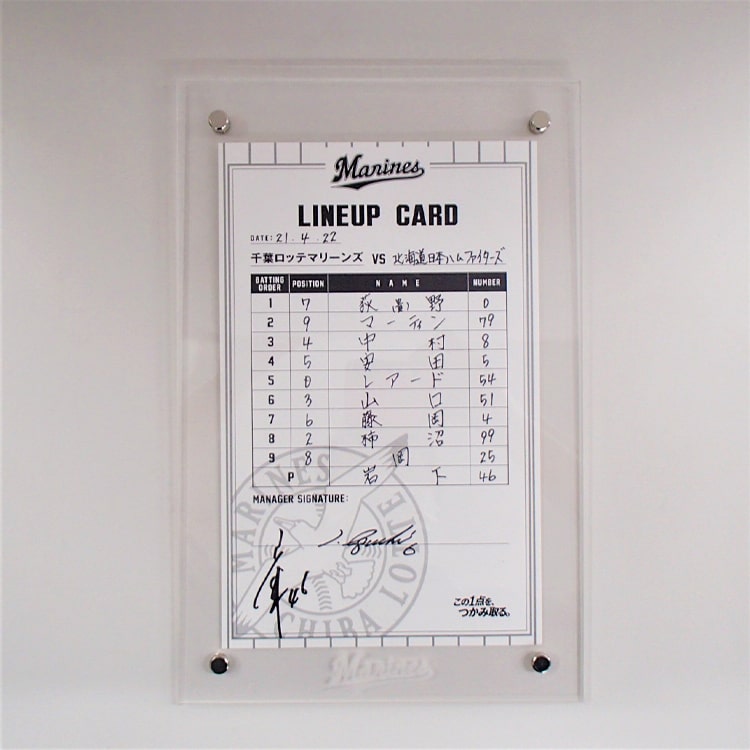 Marines
LINEUP CARD
DATE: 21.4.22
千葉ロッテマリーンズ VS 北海道日本ハムファイターズ
BATTING ORDER POSITION NAME NUMBER
1 7 荻(貴)野 0
2 9 マーティン 79
3 4 中村 8
4 5 安田 5
5 0 レアード 54
6 3 山口 51
7 6 藤岡 4
8 2 柿沼 99
9 8 岡 25
P 岩下 46
MANAGER SIGNATURE:
46
6
MARINES
CHIBA LOTTE
この1点を、
つかみ取る。
Marines